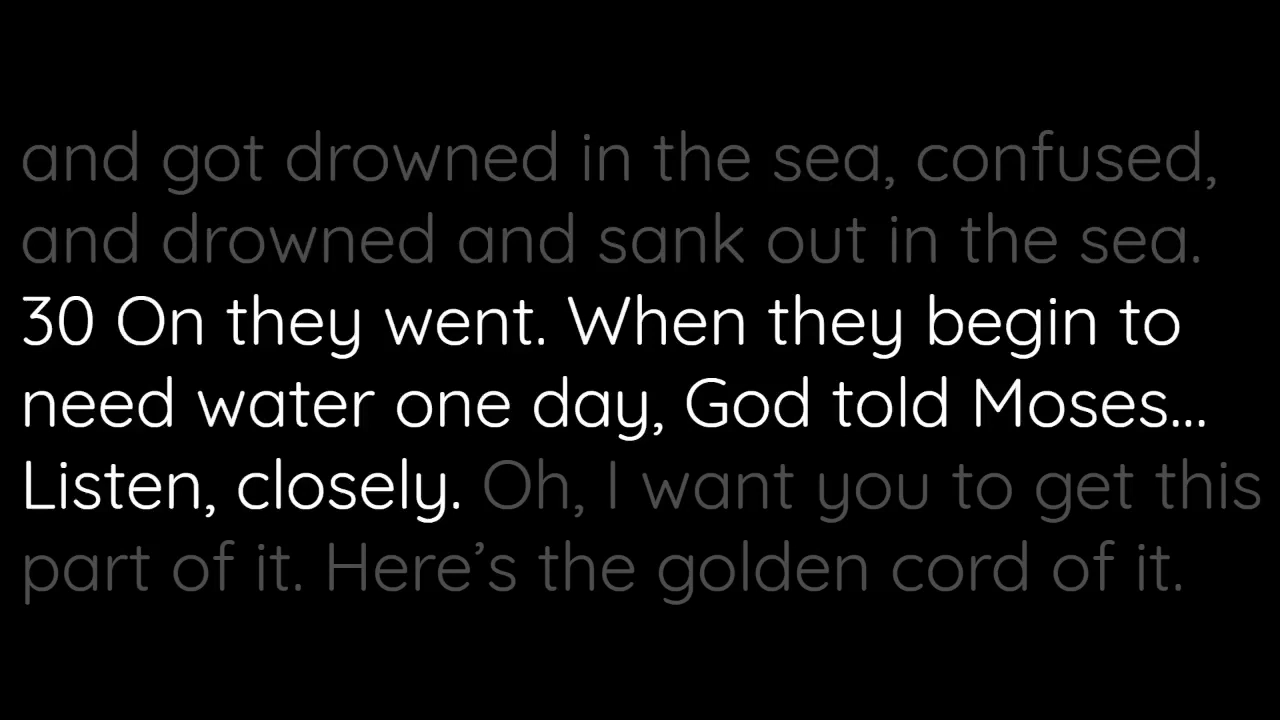 and got drowned in the sea, confused,
and drowned and sank out in the sea.
30 On they went. When they begin to
need water one day, God told Moses...
Listen, closely. Oh, I want you to get this
part of it. Here’s the golden cord of it.